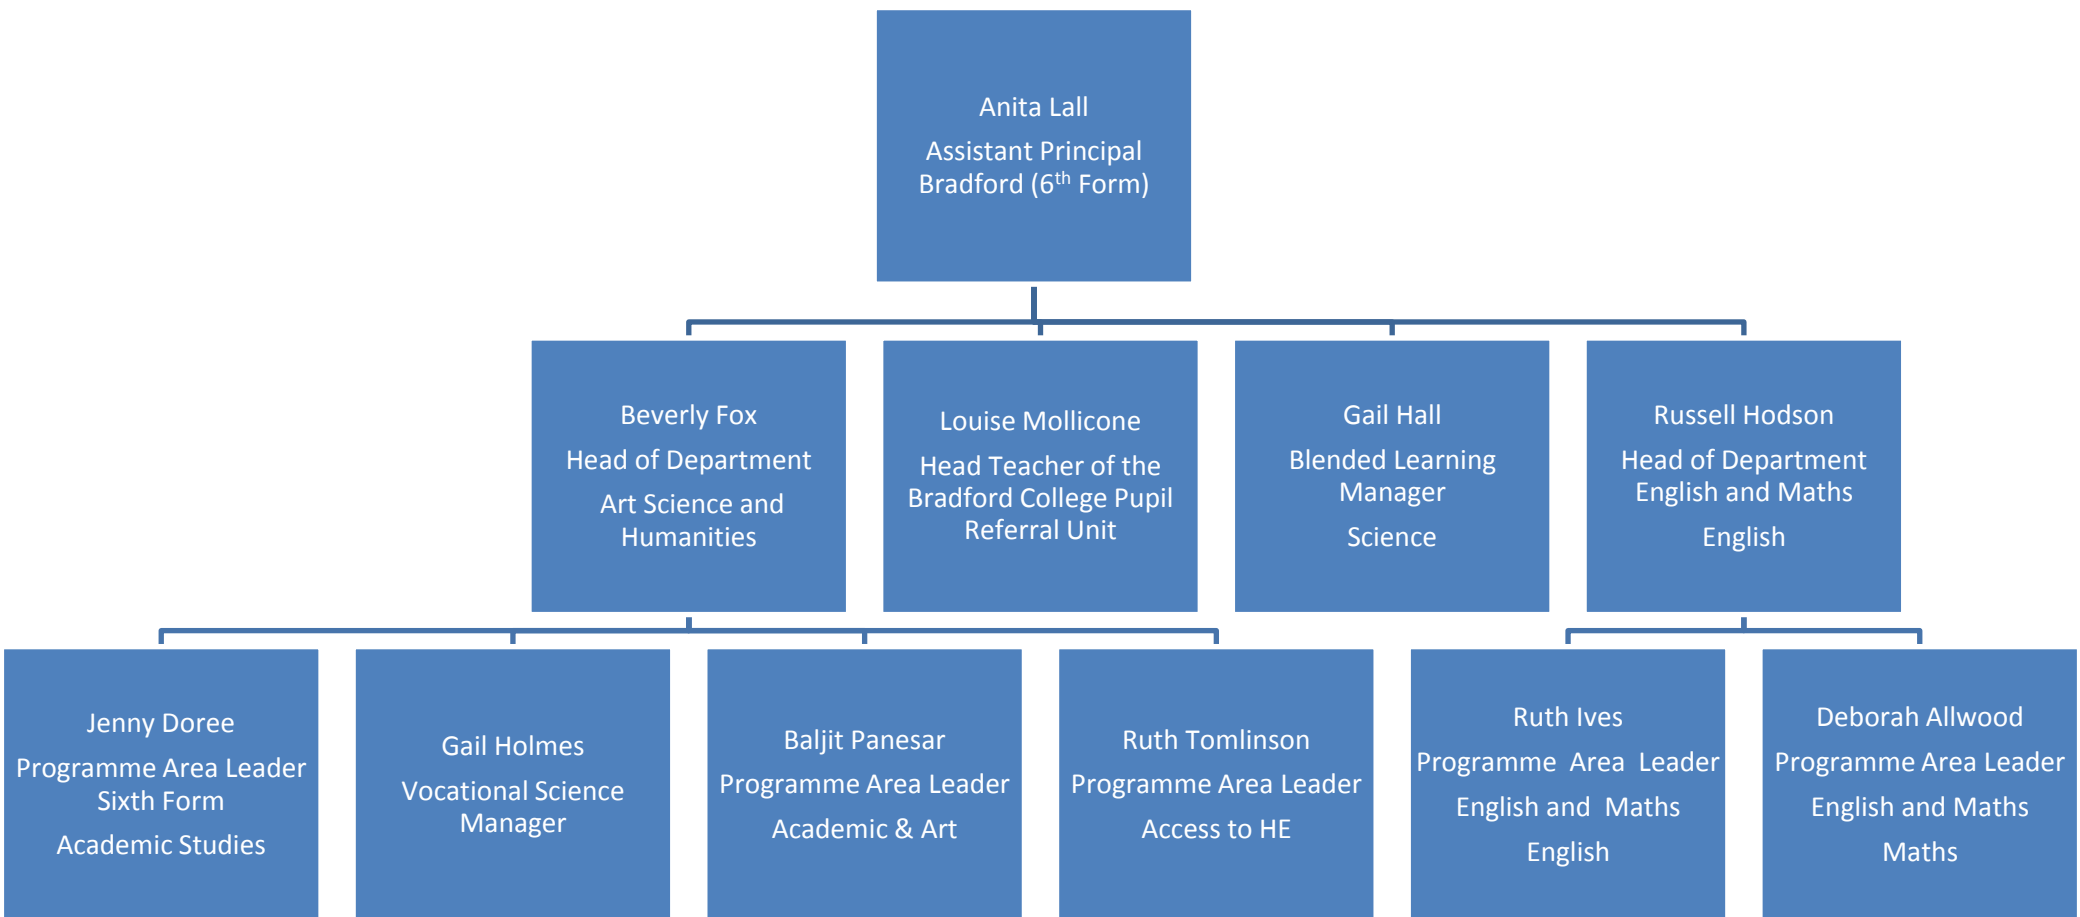 Anita Lall
Assistant Principal
Bradford (6th Form)
Beverly Fox
Head of Department
Art Science and
Humanities
Louise Mollicone
Head Teacher of the
Bradford College Pupil
Referral Unit
Gail Hall
Blended Learning
Manager
Science
Russell Hodson
Head of Department
English and Maths
English
Jenny Doree
Programme Area Leader
Sixth Form
Academic Studies
Gail Holmes
Vocational Science
Manager
Baljit Panesar
Programme Area Leader
Academic & Art
Ruth Tomlinson
Programme Area Leader
Access to HE
Ruth Ives
Programme Area Leader
English and Maths
English
Deborah Allwood
Programme Area Leader
English and Maths
Maths